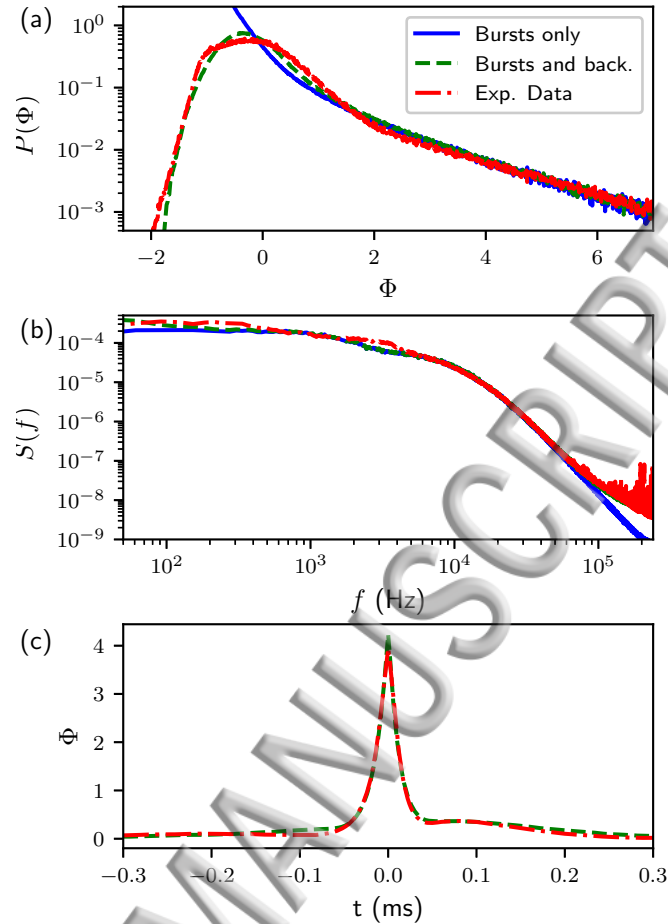 (a)
10^0
10^{-1}
10^{-2}
10^{-3}
P(Φ)
Bursts only
Bursts and back.
Exp. Data
−2 0 2 4 6
Φ
(b)
10^{-4}
10^{-5}
10^{-6}
10^{-7}
10^{-8}
10^{-9}
S(f)
10^2 10^3 10^4 10^5
f (Hz)
(c)
4
3
2
1
0
Φ
−0.3 −0.2 −0.1 0.0 0.1 0.2 0.3
t (ms)
MANUSCRIPT